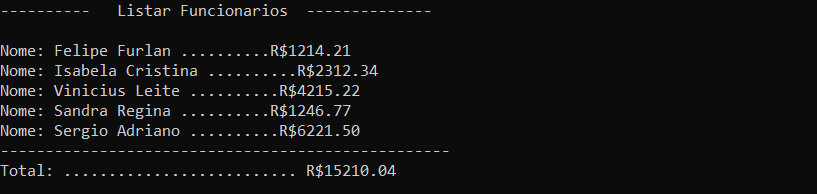 ----------   Listar Funcionarios  --------------
Nome: Felipe Furlan ..........R$1214.21
Nome: Isabela Cristina ..........R$2312.34
Nome: Vinicius Leite ..........R$4215.22
Nome: Sandra Regina ..........R$1246.77
Nome: Sergio Adriano ..........R$6221.50
--------------------------------------------------
Total: .......................... R$15210.04